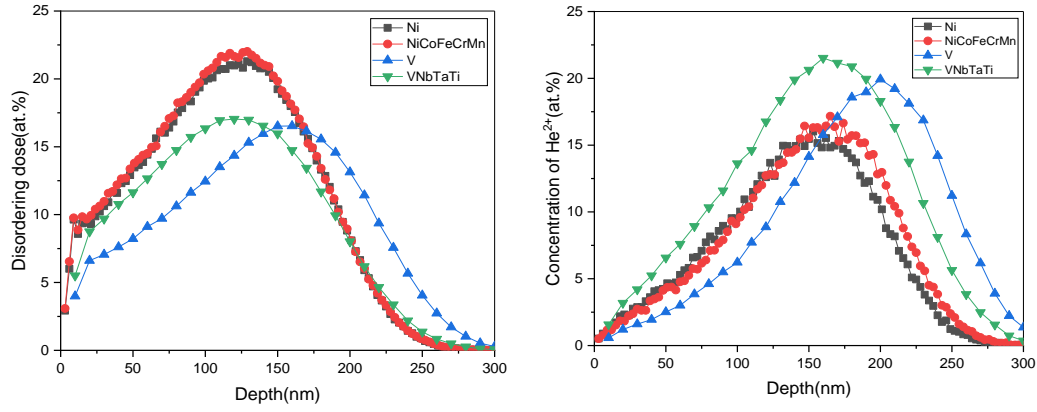 Disordering dose(at.%)
25
20
15
10
5
0
0 50 100 150 200 250 300
Depth(nm)
Ni
NiCoFeCrMn
V
VNbTaTi
Concentration of He²⁺(at.%)
25
20
15
10
5
0
0 50 100 150 200 250 300
Depth(nm)
Ni
NiCoFeCrMn
V
VNbTaTi